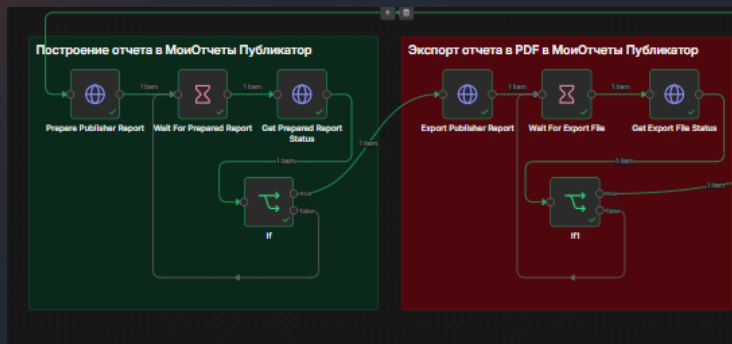 Построение отчета в МоиОтчеты Публикатор
Экспорт отчета в PDF в МоиОтчеты Публикатор
1 item
1 item
1 item
1 item
Prepare Publisher Report
Wait For Prepared Report
Get Prepared Report
Status
Export Publisher Report
Wait For Export File
Get Export File Status
1 item
1 item
1 item
true
false
true
false
1 item
If
If1